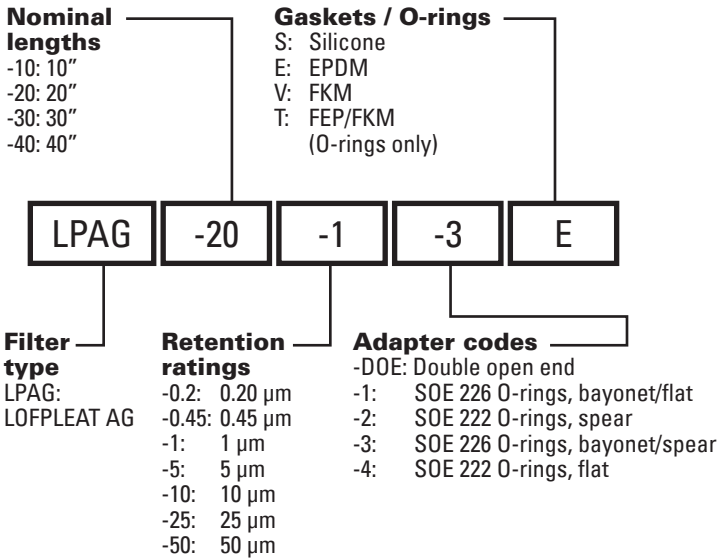 Nominal
lengths
-10: 10″
-20: 20″
-30: 30″
-40: 40″
Gaskets / O-rings
S: Silicone
E: EPDM
V: FKM
T: FEP/FKM
(O-rings only)
LPAG -20 -1 -3 E
Filter
type
LPAG:
LOFPLEAT AG
Retention
ratings
-0.2: 0.20 µm
-0.45: 0.45 µm
-1: 1 µm
-5: 5 µm
-10: 10 µm
-25: 25 µm
-50: 50 µm
Adapter codes
-DOE: Double open end
-1: SOE 226 O-rings, bayonet/flat
-2: SOE 222 O-rings, spear
-3: SOE 226 O-rings, bayonet/spear
-4: SOE 222 O-rings, flat